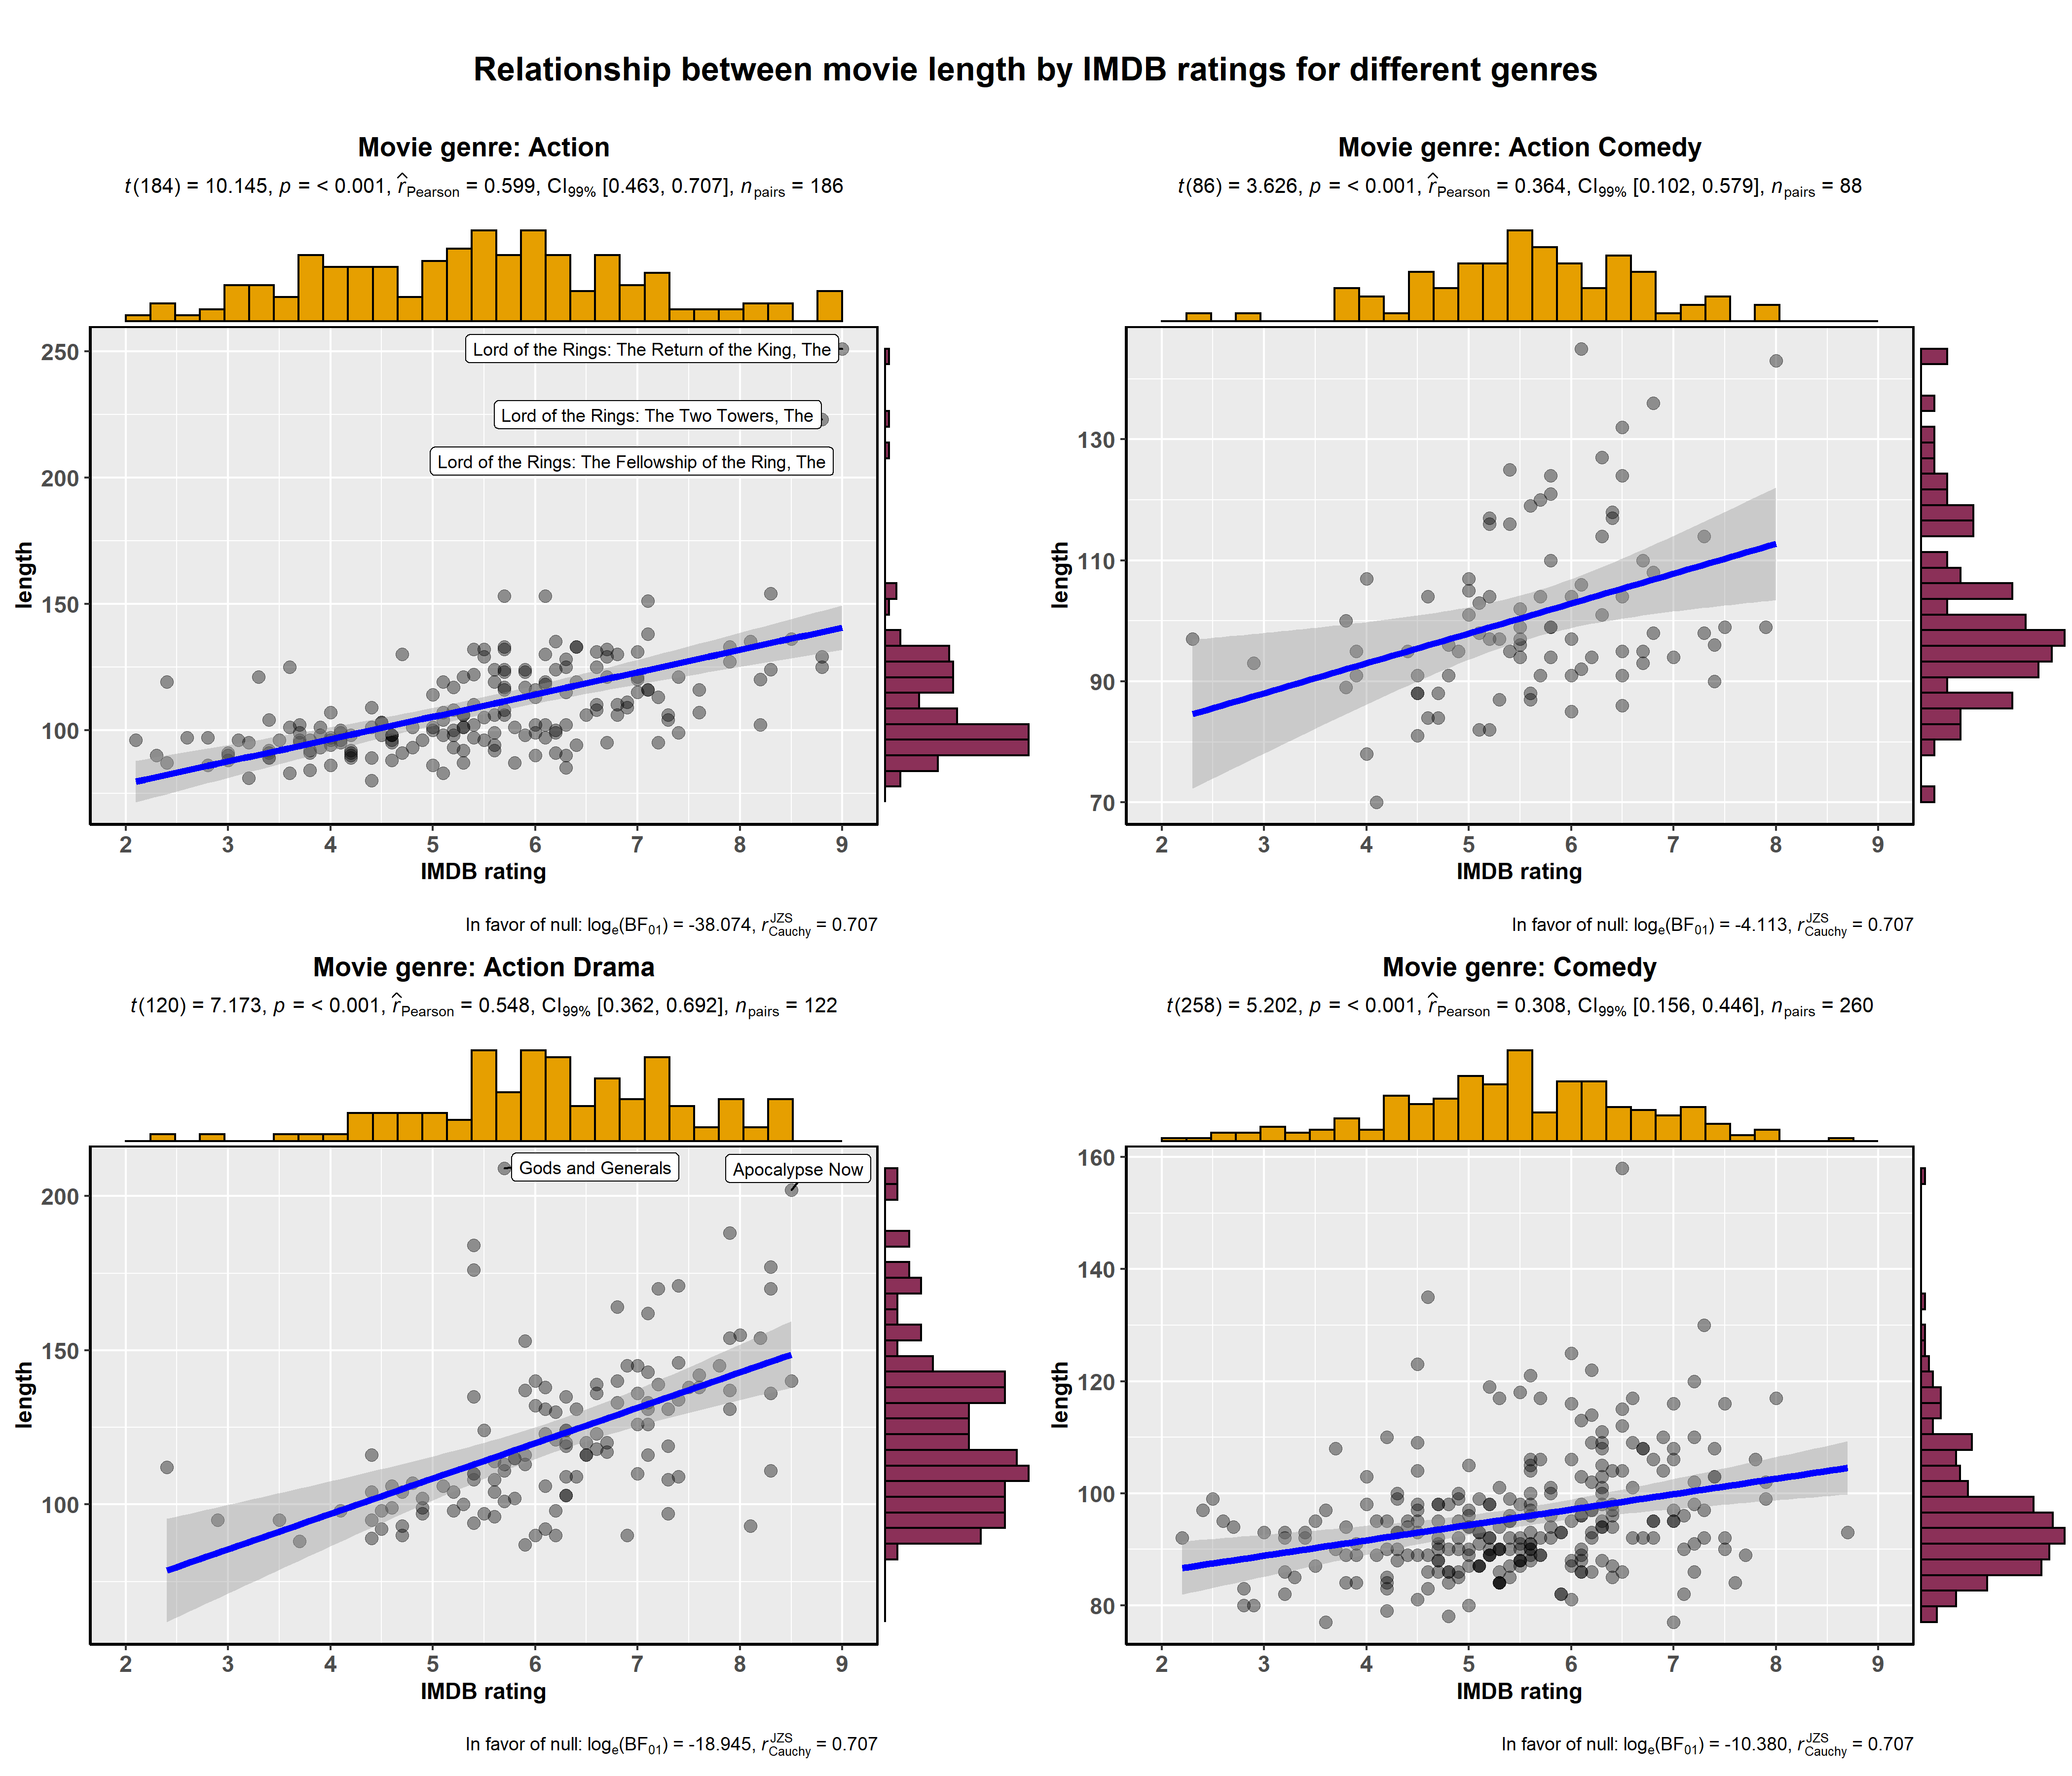 Relationship between movie length by IMDB ratings for different genres
Movie genre: Action
t(184) = 10.145, p = < 0.001, r̂Pearson = 0.599, CI99% [0.463, 0.707], npairs = 186
250
200
150
100
length
Lord of the Rings: The Return of the King, The
Lord of the Rings: The Two Towers, The
Lord of the Rings: The Fellowship of the Ring, The
2 3 4 5 6 7 8 9
IMDB rating
In favor of null: loge(BF01) = -38.074, rJZSCauchy = 0.707
Movie genre: Action Comedy
t(86) = 3.626, p = < 0.001, r̂Pearson = 0.364, CI99% [0.102, 0.579], npairs = 88
130
110
90
70
length
2 3 4 5 6 7 8 9
IMDB rating
In favor of null: loge(BF01) = -4.113, rJZSCauchy = 0.707
Movie genre: Action Drama
t(120) = 7.173, p = < 0.001, r̂Pearson = 0.548, CI99% [0.362, 0.692], npairs = 122
200
150
100
length
Gods and Generals
Apocalypse Now
2 3 4 5 6 7 8 9
IMDB rating
In favor of null: loge(BF01) = -18.945, rJZSCauchy = 0.707
Movie genre: Comedy
t(258) = 5.202, p = < 0.001, r̂Pearson = 0.308, CI99% [0.156, 0.446], npairs = 260
160
140
120
100
80
length
2 3 4 5 6 7 8 9
IMDB rating
In favor of null: loge(BF01) = -10.380, rJZSCauchy = 0.707